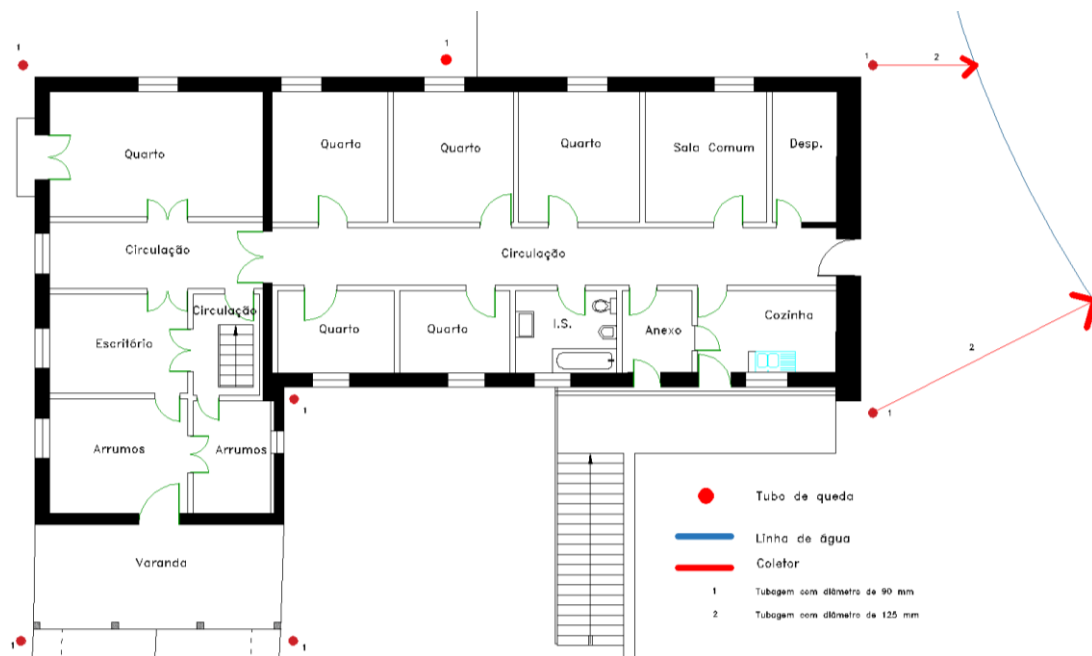 1
1
1
2
Quarto
Quarto
Quarto
Quarto
Sala Comum
Desp.
Circulação
Circulação
Circulação
Escritório
Quarto
Quarto
I.S.
Anexo
Cozinha
2
1
1
Arrumos
Arrumos
Varanda
1
1
Tubo de queda
Linha de água
Coletor
1 Tubagem com diâmetro de 90 mm
2 Tubagem com diâmetro de 125 mm